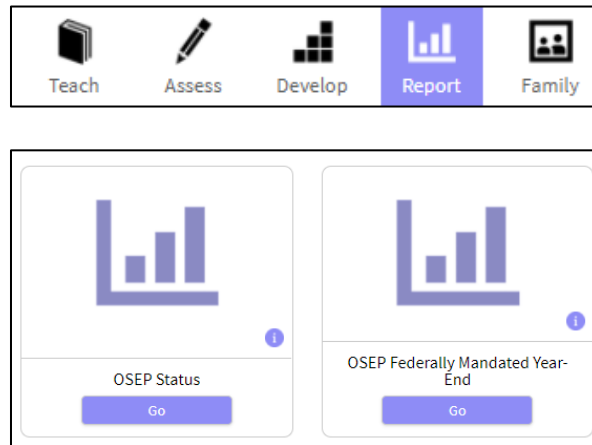 Teach Assess Develop Report Family
i
i
OSEP Status
OSEP Federally Mandated Year-
End
Go
Go